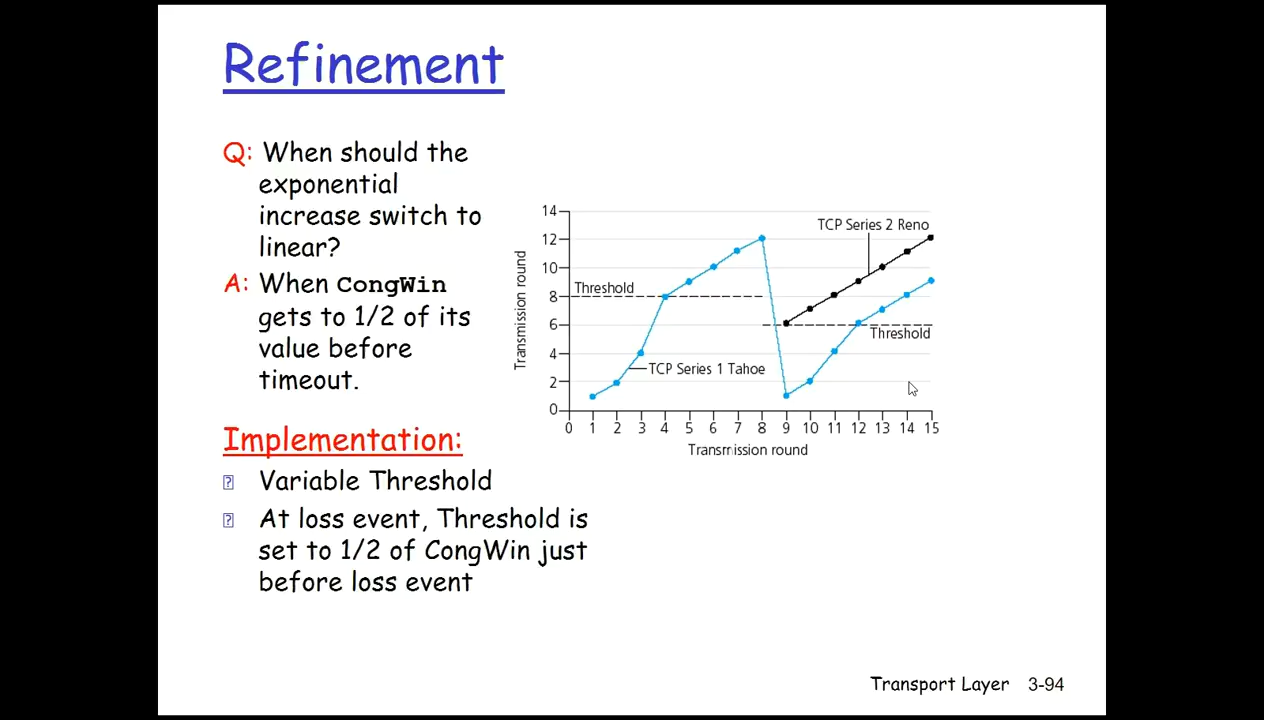 Refinement
Q: When should the
exponential
increase switch to
linear?
A: When CongWin
gets to 1/2 of its
value before
timeout.
Implementation:
Variable Threshold
At loss event, Threshold is
set to 1/2 of CongWin just
before loss event
Transmission round
14
12
10
8
6
4
2
0
TCP Series 2 Reno
Threshold
Threshold
TCP Series 1 Tahoe
0 1 2 3 4 5 6 7 8 9 10 11 12 13 14 15
Transmission round
Transport Layer 3-94